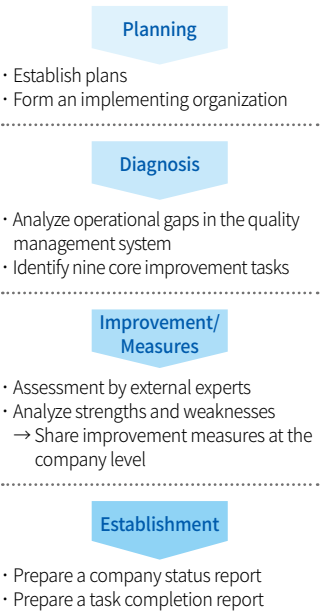 Planning
· Establish plans
· Form an implementing organization
Diagnosis
· Analyze operational gaps in the quality
management system
· Identify nine core improvement tasks
Improvement/
Measures
· Assessment by external experts
· Analyze strengths and weaknesses
→ Share improvement measures at the
company level
Establishment
· Prepare a company status report
· Prepare a task completion report